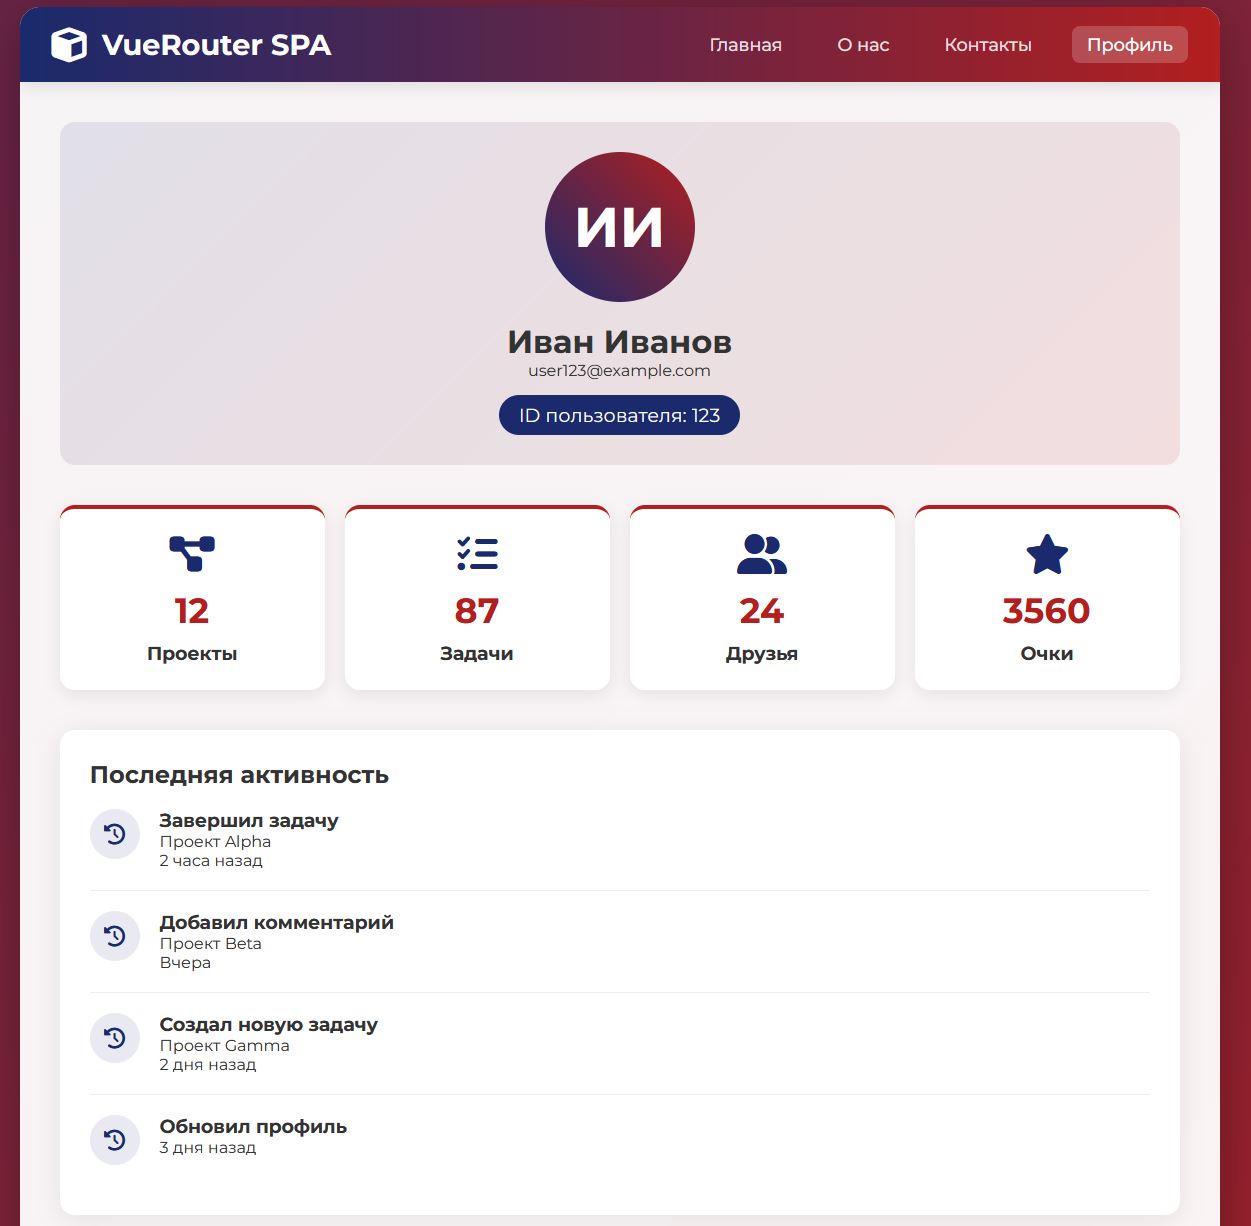 VueRouter SPA
Главная
О нас
Контакты
Профиль
ИИ
Иван Иванов
user123@example.com
ID пользователя: 123
12
Проекты
87
Задачи
24
Друзья
3560
Очки
Последняя активность
Завершил задачу
Проект Alpha
2 часа назад
Добавил комментарий
Проект Beta
Вчера
Создал новую задачу
Проект Gamma
2 дня назад
Обновил профиль
3 дня назад